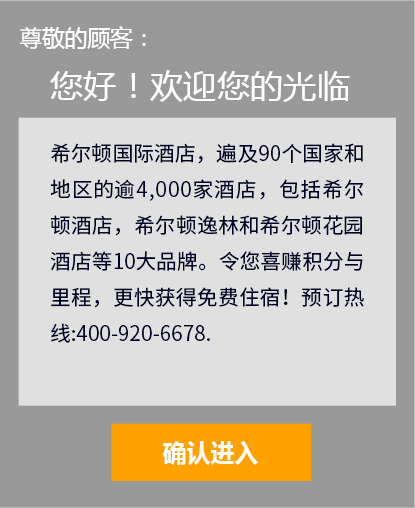 尊敬的顾客：
您好！欢迎您的光临
希尔顿国际酒店，遍及90个国家和
地区的逾4,000家酒店，包括希尔
顿酒店，希尔顿逸林和希尔顿花园
酒店等10大品牌。令您喜赚积分与
里程，更快获得免费住宿！预订热
线:400-920-6678.
确认进入